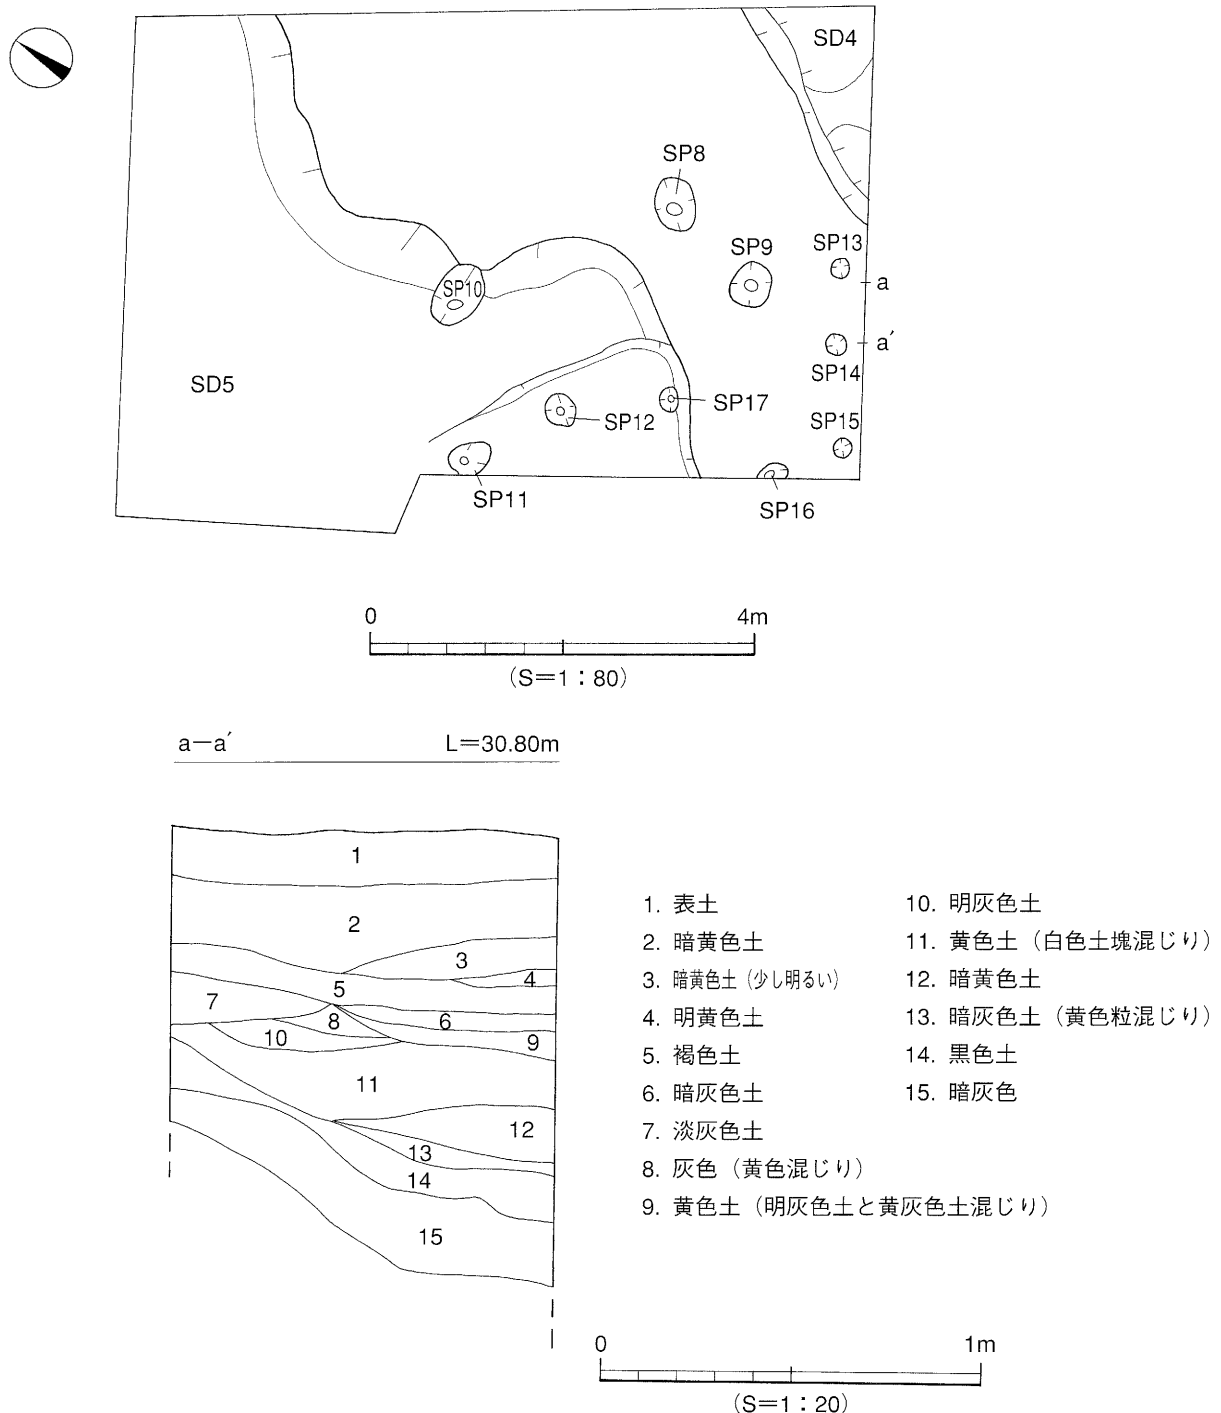 SD4
SP8
SP9
SP13
a
SP10
a′
SP14
SD5
SP17
SP12
SP15
SP11
SP16
0 4m
(S=1:80)
a−a′ L=30.80m
1
2
3
4
5
7
8
6
10
9
11
12
13
14
15
1. 表土
2. 暗黄色土
3. 暗黄色土（少し明るい）
4. 明黄色土
5. 褐色土
6. 暗灰色土
7. 淡灰色土
8. 灰色（黄色混じり）
9. 黄色土（明灰色土と黄灰色土混じり）
10. 明灰色土
11. 黄色土（白色土塊混じり）
12. 暗黄色土
13. 暗灰色土（黄色粒混じり）
14. 黒色土
15. 暗灰色
0 1m
(S=1:20)